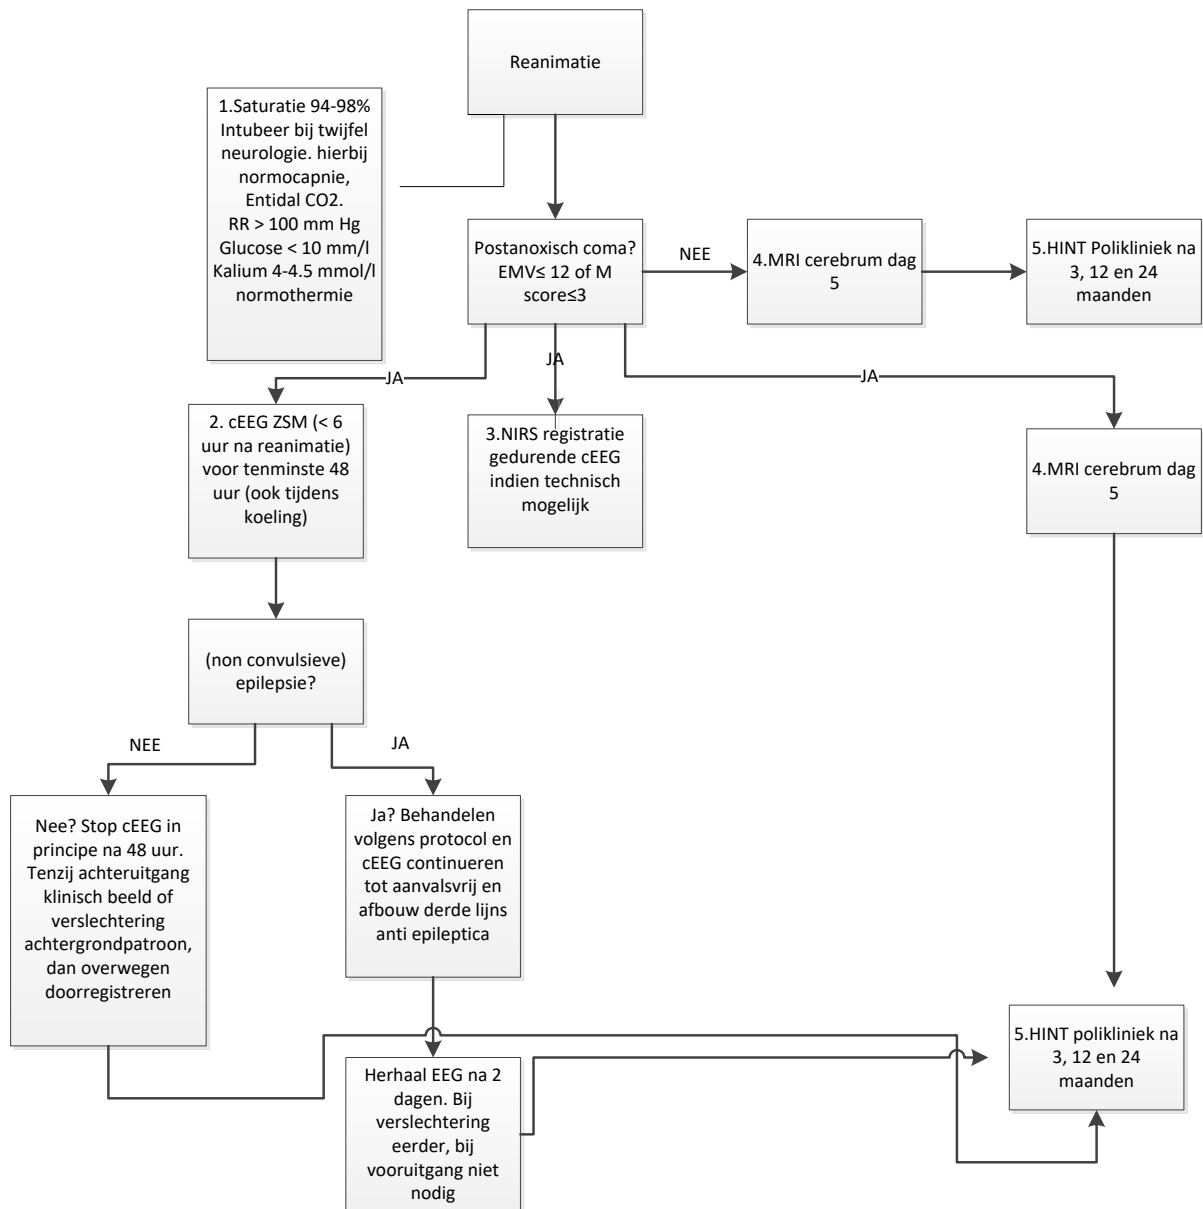 Reanimatie
1.Saturatie 94-98%
Intubeer bij twijfel
neurologie. hierbij
normocapnie,
Entidal CO2.
RR > 100 mm Hg
Glucose < 10 mm/l
Kalium 4-4.5 mmol/l
normothermie
Postanoxisch coma?
EMV≤ 12 of M
score≤3
NEE
4.MRI cerebrum dag
5
5.HINT Polikliniek na
3, 12 en 24
maanden
JA
JA
JA
2. cEEG ZSM (< 6
uur na reanimatie)
voor tenminste 48
uur (ook tijdens
koeling)
3.NIRS registratie
gedurende cEEG
indien technisch
mogelijk
4.MRI cerebrum dag
5
(non convulsieve)
epilepsie?
NEE
JA
Nee? Stop cEEG in
principe na 48 uur.
Tenzij achteruitgang
klinisch beeld of
verslechtering
achtergrondpatroon,
dan overwegen
doorregistreren
Ja? Behandelen
volgens protocol en
cEEG continueren
tot aanvalsvrij en
afbouw derde lijns
anti epileptica
5.HINT polikliniek na
3, 12 en 24
maanden
Herhaal EEG na 2
dagen. Bij
verslechtering
eerder, bij
vooruitgang niet
nodig